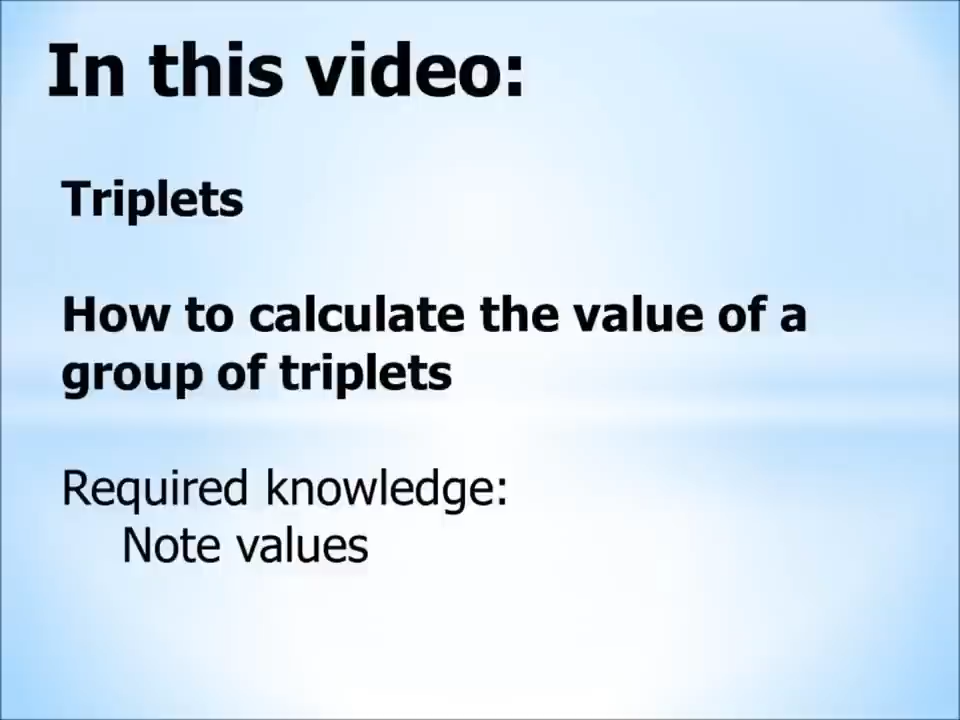 In this video:
Triplets
How to calculate the value of a
group of triplets
Required knowledge:
Note values